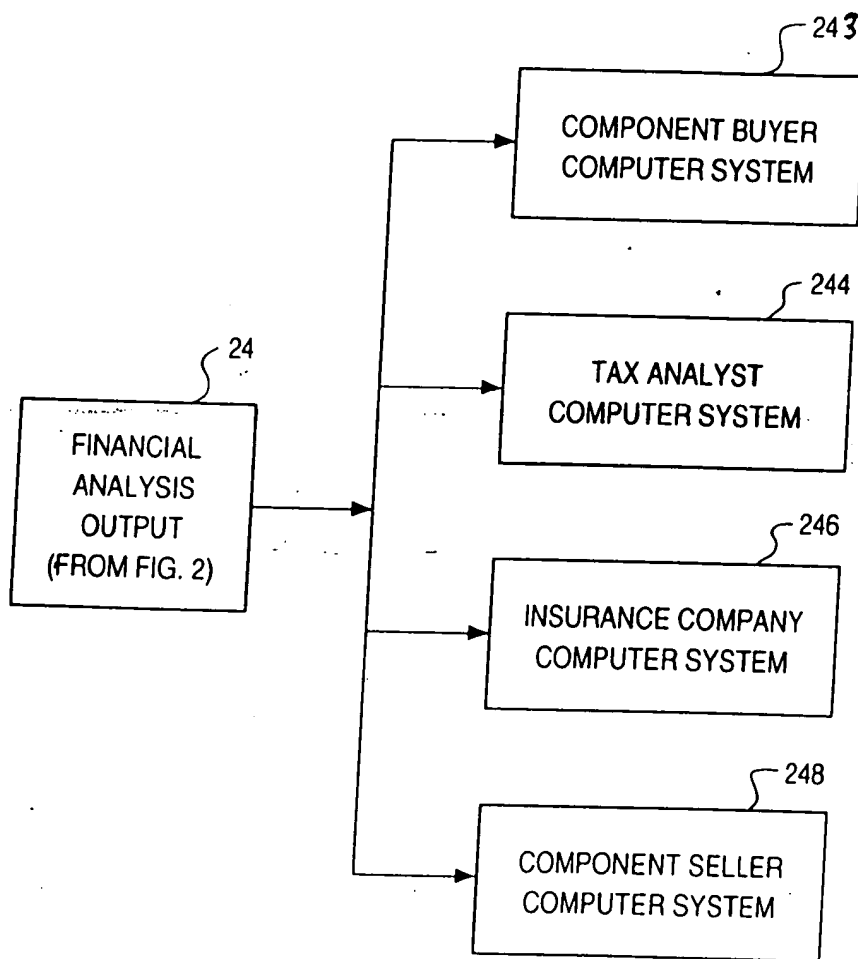 243
COMPONENT BUYER
COMPUTER SYSTEM
244
TAX ANALYST
COMPUTER SYSTEM
24
FINANCIAL
ANALYSIS
OUTPUT
(FROM FIG. 2)
246
INSURANCE COMPANY
COMPUTER SYSTEM
248
COMPONENT SELLER
COMPUTER SYSTEM